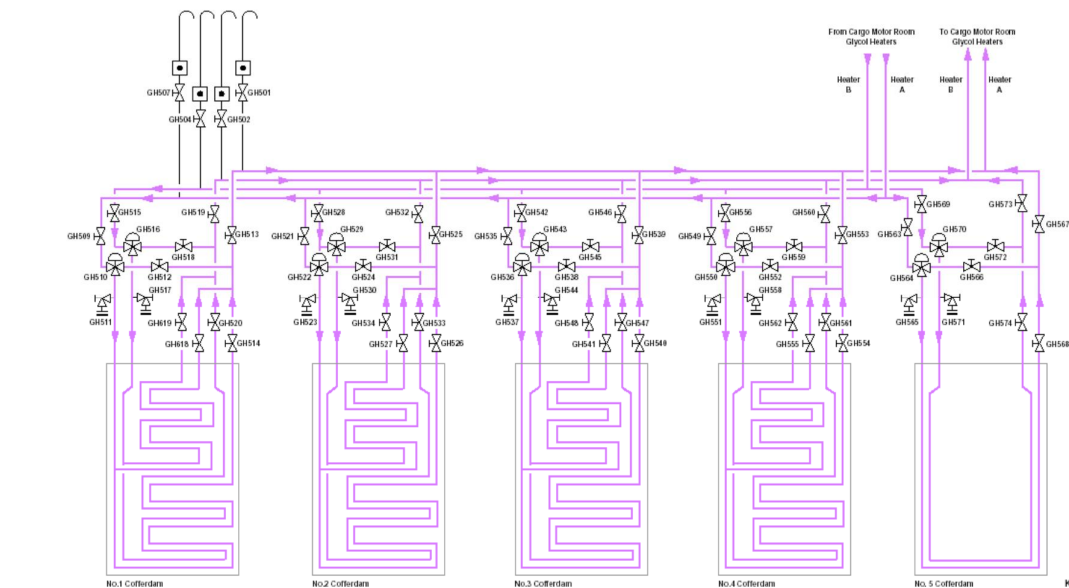 From Cargo Motor Room
Glycol Heaters
To Cargo Motor Room
Glycol Heaters
Heater
B
Heater
A
Heater
B
Heater
A
GH507
GH501
GH504
GH502
GH515
GH519
GH528
GH532
GH542
GH546
GH556
GH560
GH569
GH573
GH516
GH529
GH543
GH557
GH570
GH567
GH509
GH513
GH521
GH525
GH535
GH539
GH549
GH553
GH563
GH518
GH531
GH545
GH559
GH572
GH510
GH512
GH522
GH524
GH536
GH538
GH550
GH552
GH564
GH566
GH517
GH530
GH544
GH558
GH511
GH619
GH520
GH523
GH534
GH533
GH537
GH548
GH547
GH551
GH562
GH561
GH565
GH571
GH574
GH618
GH514
GH527
GH526
GH541
GH540
GH555
GH554
GH568
No.1 Cofferdam
No.2 Cofferdam
No.3 Cofferdam
No.4 Cofferdam
No. 5 Cofferdam
K